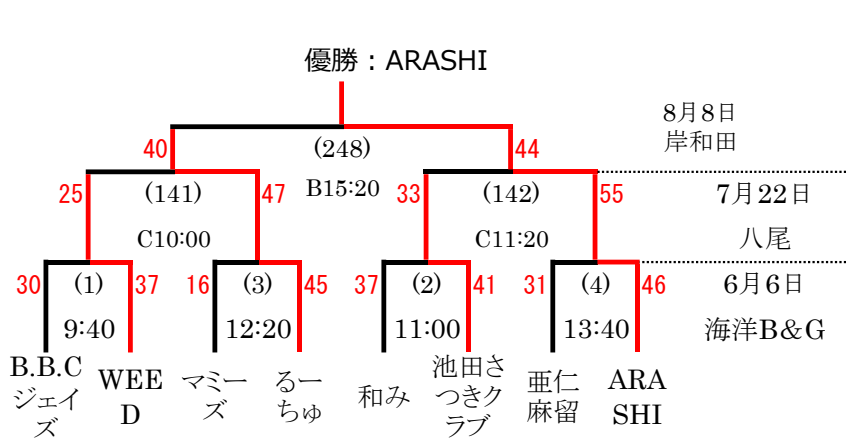 優勝：ARASHI
8月8日
岸和田
40
(248)
44
B15:20
25
(141)
47
33
(142)
55
7月22日
C10:00
C11:20
八尾
30
(1)
37
16
(3)
45
37
(2)
41
31
(4)
46
6月6日
9:40
12:20
11:00
13:40
海洋B&G
B.B.C
ジェイ
ズ
WEE
D
マミー
ズ
るー
ちゅ
和み
池田さ
つきク
ラブ
亜仁
麻留
ARA
SHI